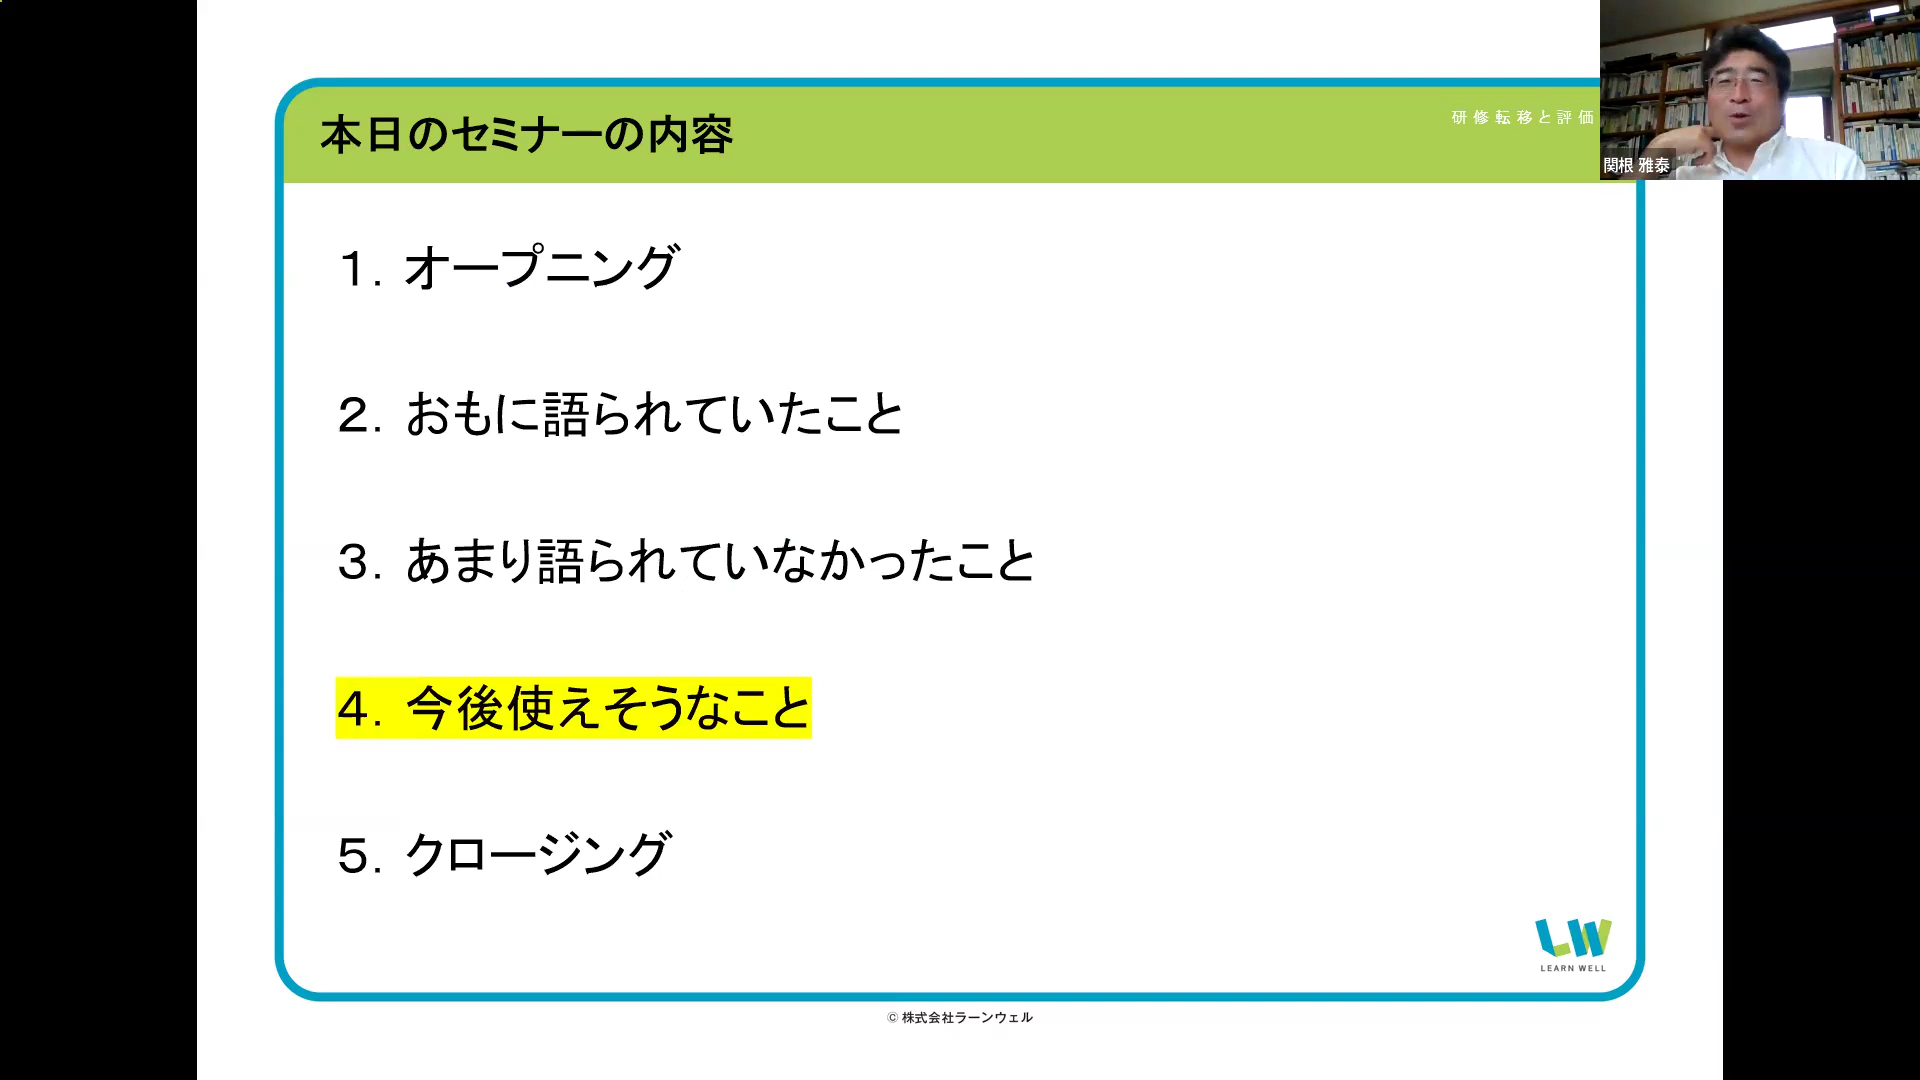 本日のセミナーの内容
研修転移と評価
関根 雅泰
１．オープニング
２．おもに語られていたこと
３．あまり語られていなかったこと
４．今後使えそうなこと
５．クロージング
LW
LEARN WELL
© 株式会社ラーンウェル